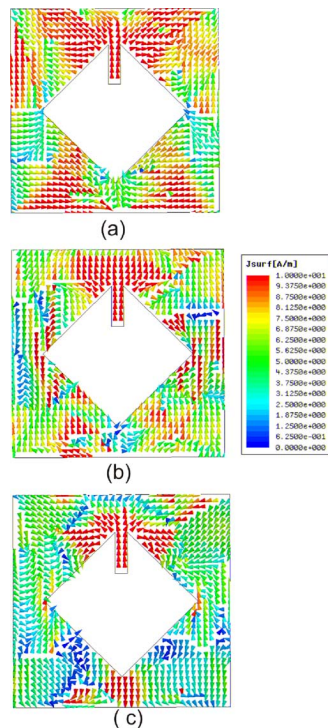 (a)
(b)
Jsurf[A/m]
1.0000e+001
9.3750e+000
8.7500e+000
8.1250e+000
7.5000e+000
6.8750e+000
6.2500e+000
5.6250e+000
5.0000e+000
4.3750e+000
3.7500e+000
3.1250e+000
2.5000e+000
1.8750e+000
1.2500e+000
6.2500e-001
0.0000e+000
( c)